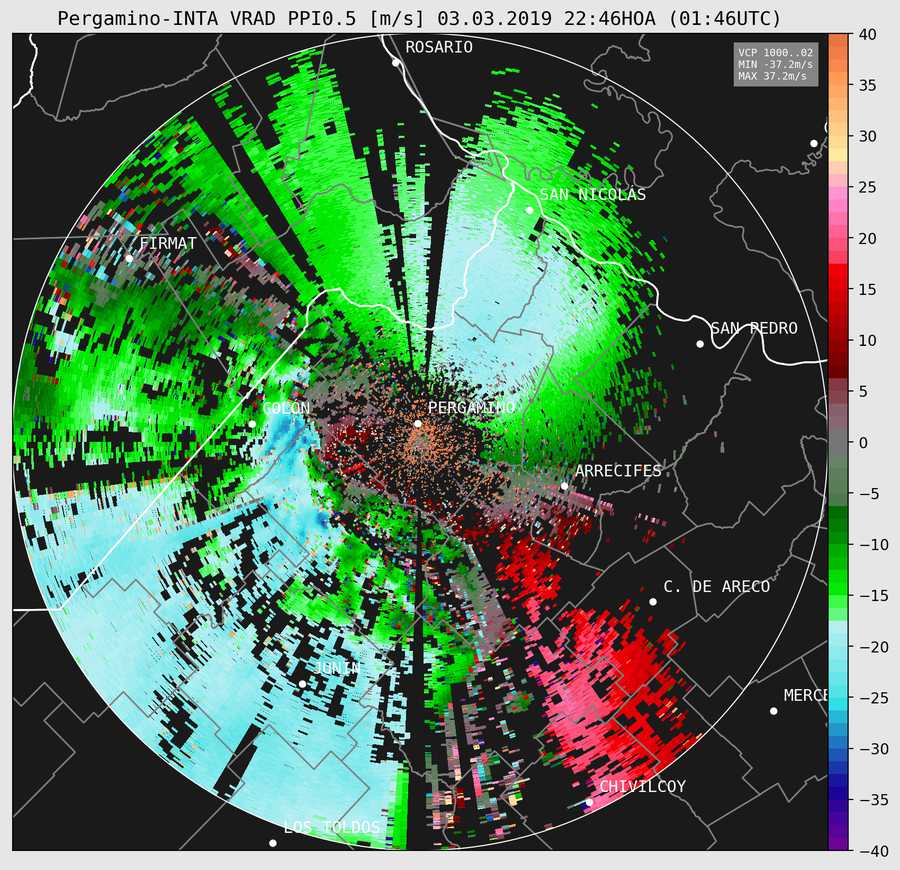 Pergamino-INTA VRAD PPI0.5 [m/s] 03.03.2019 22:46HOA (01:46UTC)
VCP 1000..02
MIN -37.2m/s
MAX 37.2m/s
ROSARIO
SAN NICOLAS
FIRMAT
SAN PEDRO
COLON
PERGAMINO
ARRECIFES
C. DE ARECO
JUNIN
MERCE
CHIVILCOY
LOS TOLDOS
40
35
30
25
20
15
10
5
0
−5
−10
−15
−20
−25
−30
−35
−40